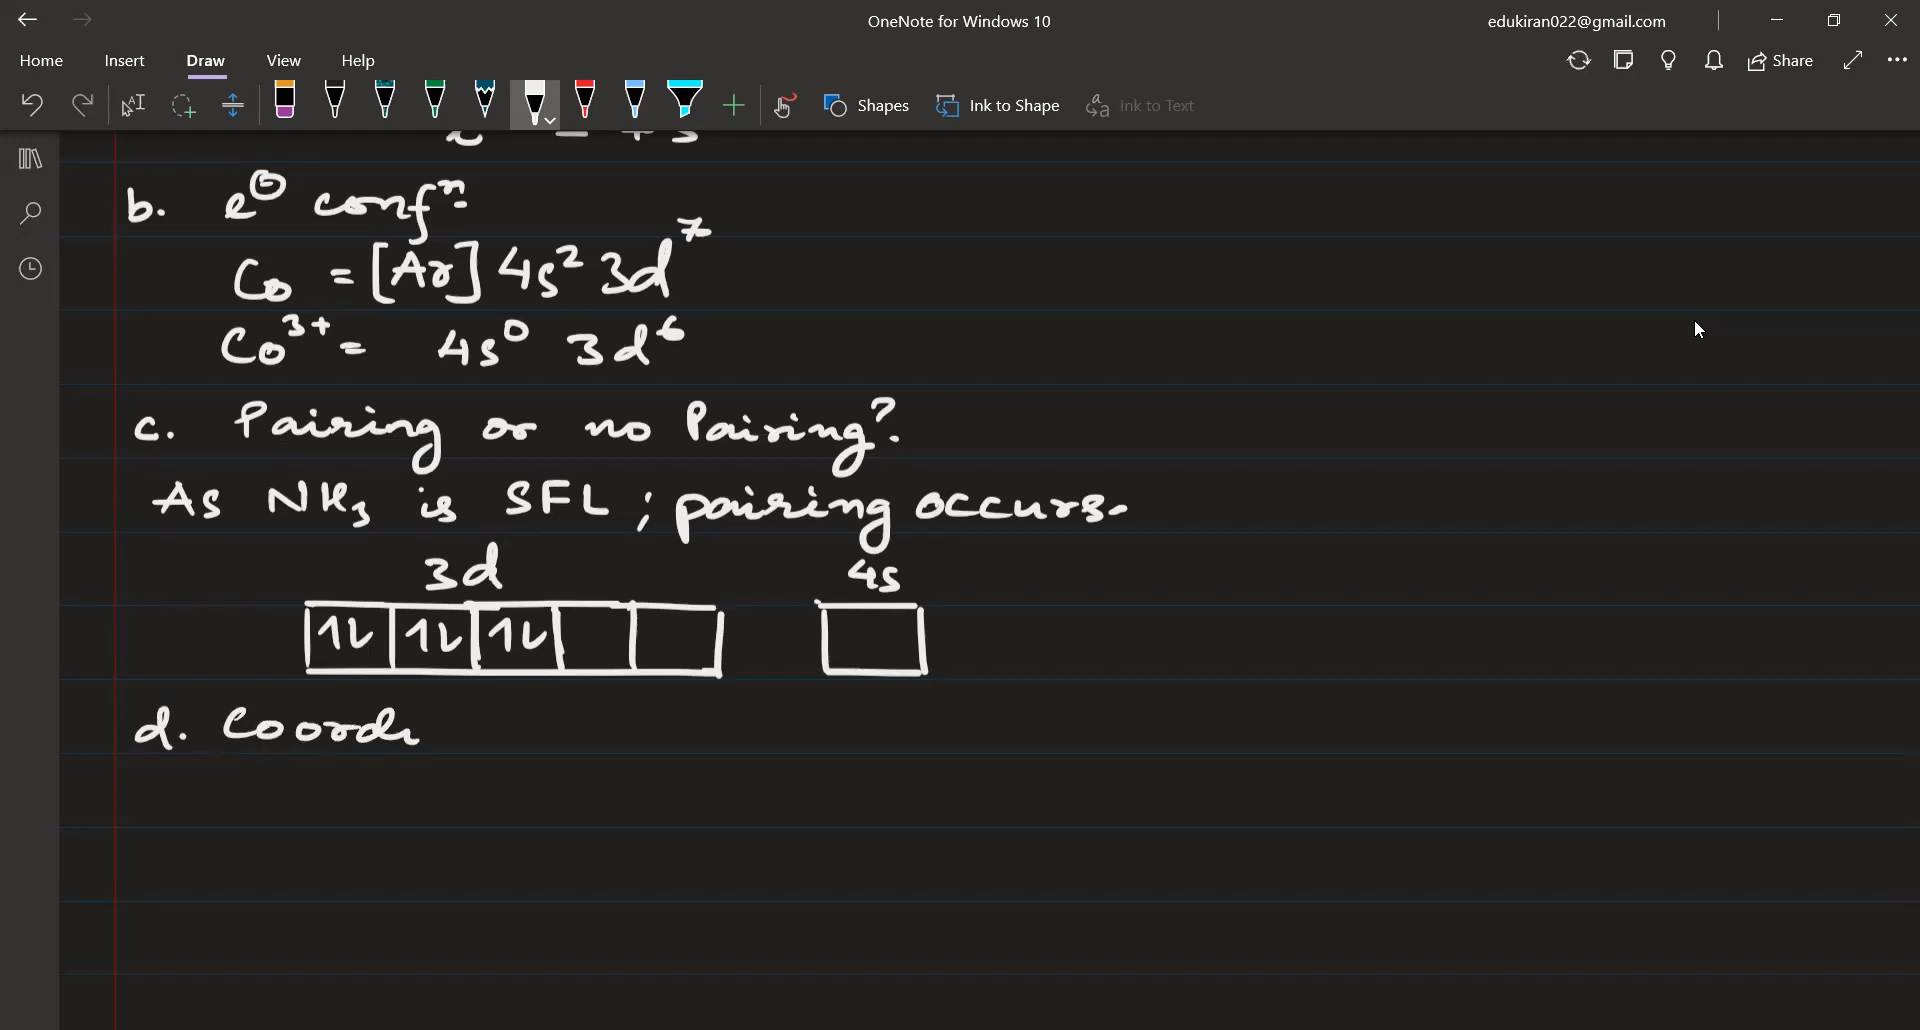 OneNote for Windows 10
edukiran022@gmail.com
Home Insert Draw View Help
Share
Shapes Ink to Shape Ink to Text
b. e⊖ confⁿ
Co = [Ar] 4s² 3d⁷
Co³⁺ = 4s⁰ 3d⁶
c. Pairing or no Pairing?
As NH₃ is SFL ; pairing occurs.
3d 4s
1L 1L 1L
d. Coordi